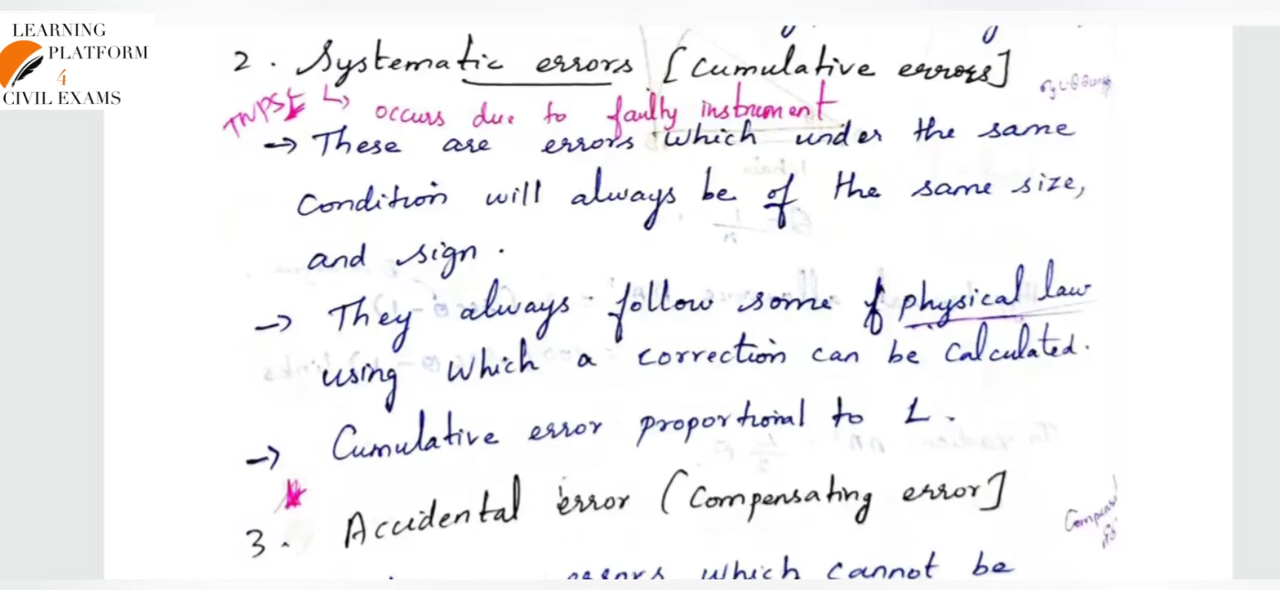 LEARNING
PLATFORM
4
CIVIL EXAMS
2. Systematic errors [Cumulative errors]
TNPSC ↳ occurs due to faulty instrument
→ These are errors which under the same
condition will always be of the same size,
and sign.
→ They always follow some of physical law
using which a correction can be calculated.
→ Cumulative error proportional to L.
3. Accidental error (Compensating error]
errors which cannot be